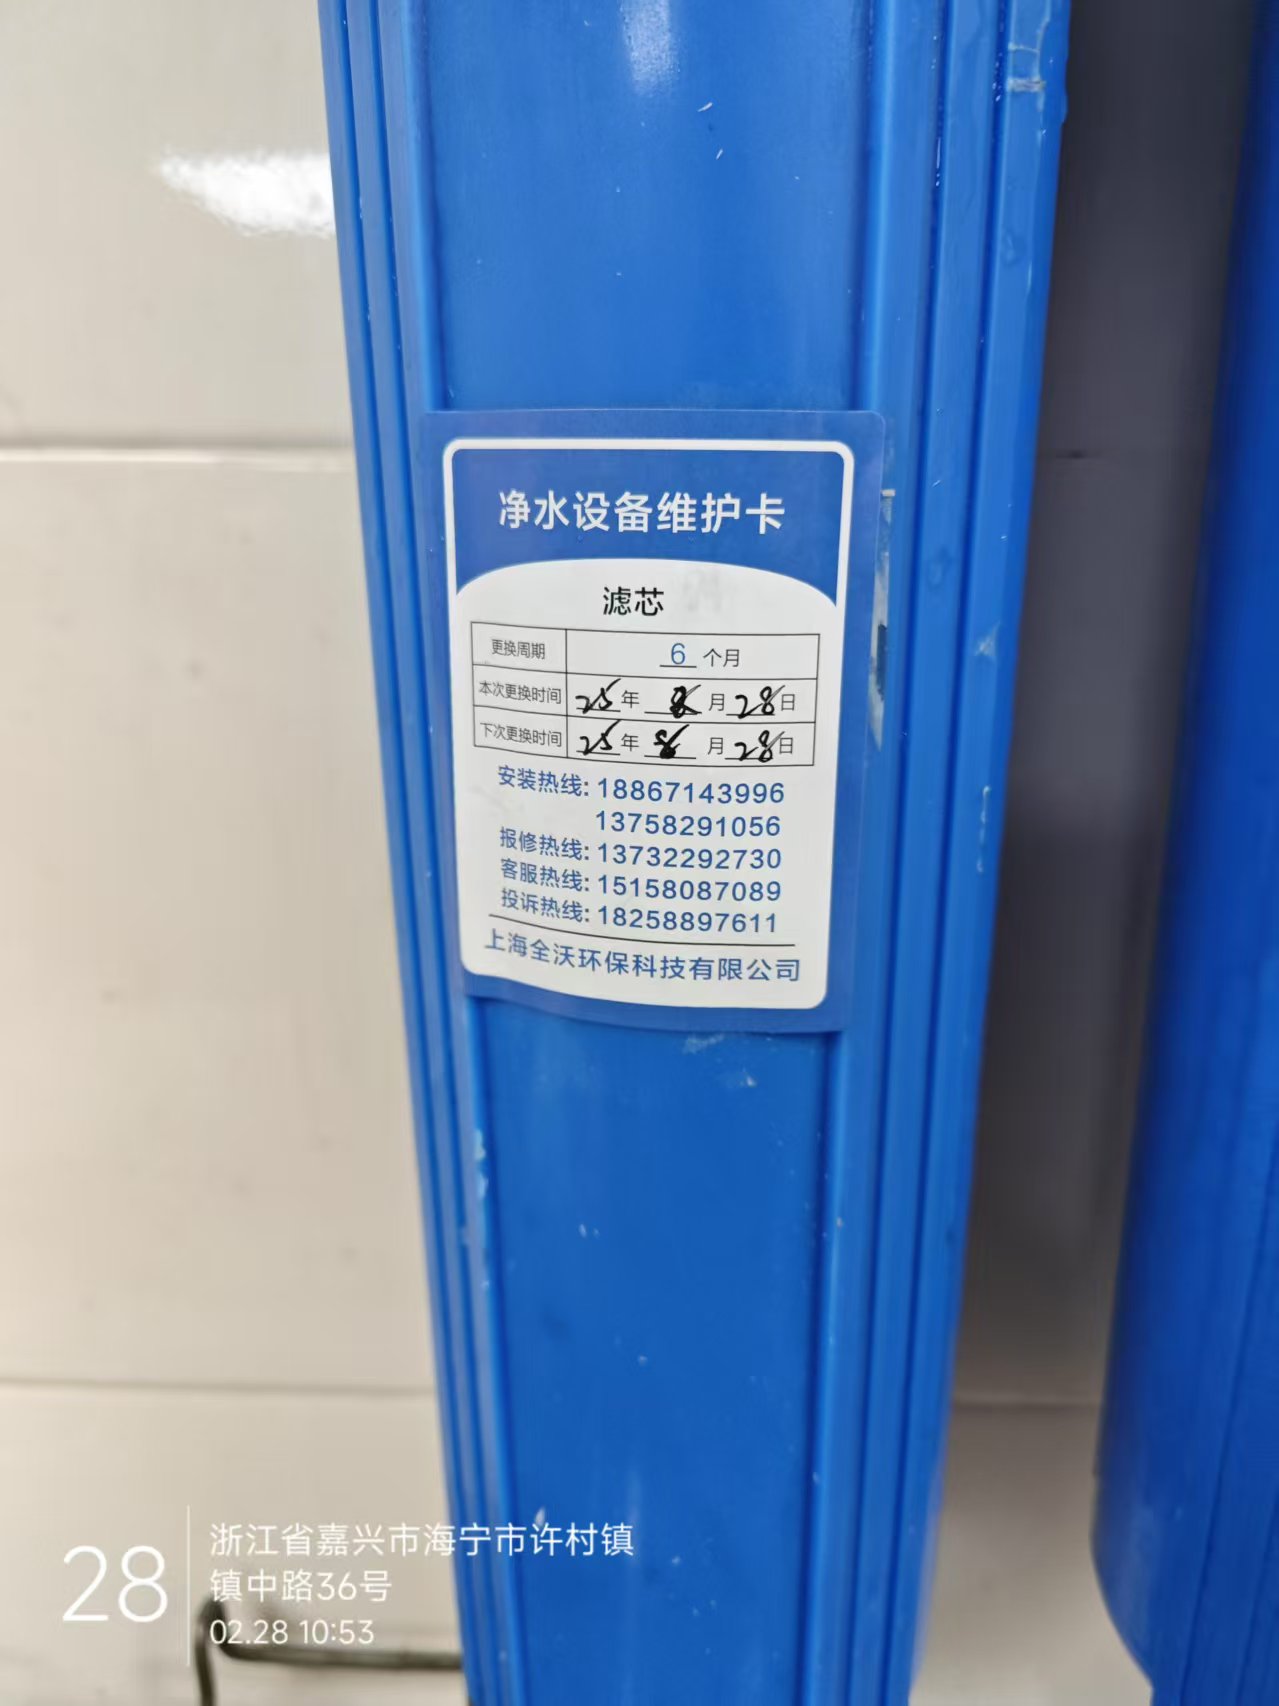 净水设备维护卡
滤芯
更换周期 6 个月
本次更换时间 25年 月28日
下次更换时间 25年 8月28日
安装热线: 18867143996
13758291056
报修热线: 13732292730
客服热线: 15158087089
投诉热线: 18258897611
上海全沃环保科技有限公司
28
浙江省嘉兴市海宁市许村镇
镇中路36号
02.28 10:53